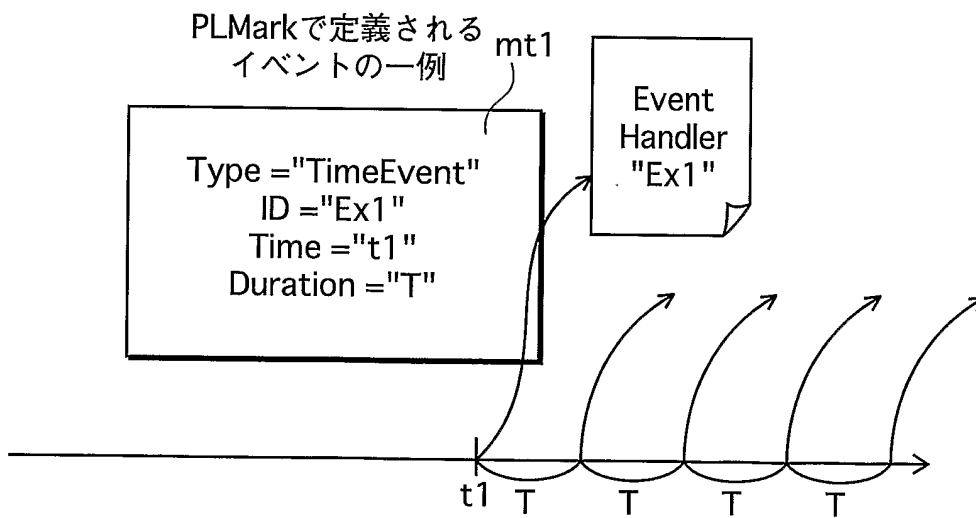 PLMarkで定義される
イベントの一例
mt1
Type ="TimeEvent"
ID ="Ex1"
Time ="t1"
Duration ="T"
Event
Handler
"Ex1"
t1
T
T
T
T